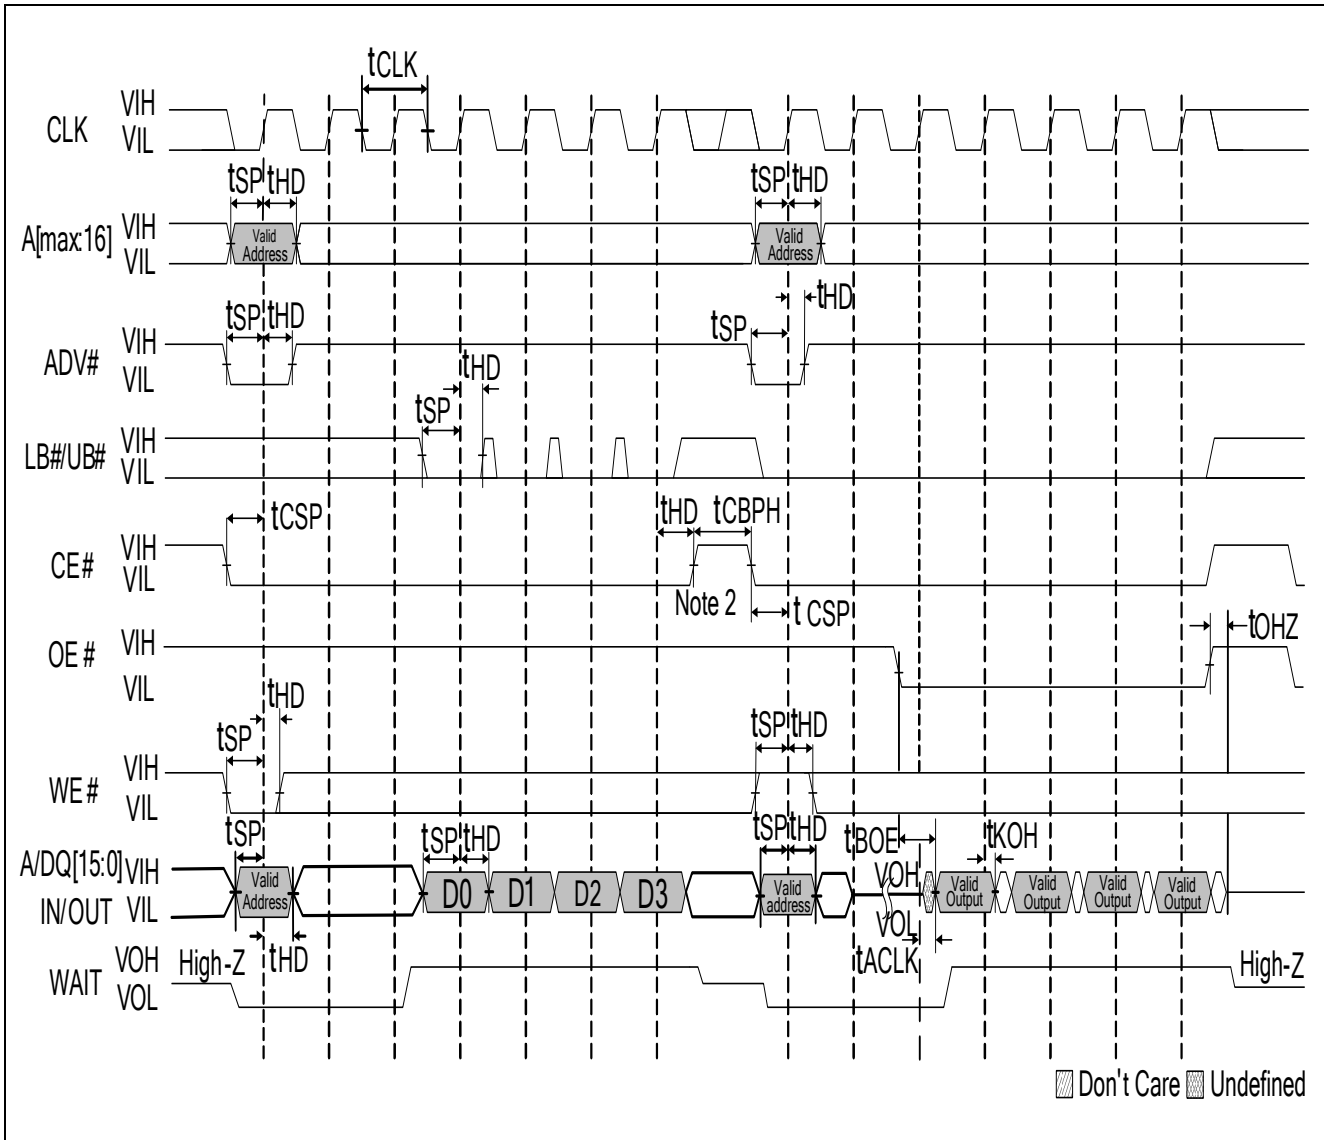 tCLK
VIH
CLK
VIL
tSP tHD tSP tHD
A[max:16] VIH Valid Address Valid Address
VIL
tHD
tSP tHD tSP
VIH
ADV#
VIL
tHD
tSP
VIH
LB#/UB#
VIL
tCSP tHD tCBPH
VIH
CE#
VIL
Note 2 tCSP
VIH
OE# tOHZ
VIL
tHD
tSP tSP tHD
VIH
WE#
VIL
tSP tSP tHD tSP tHD tBOE tKOH
A/DQ[15:0] VIH VOH
Valid Address D0 D1 D2 D3 Valid address Valid Output Valid Output Valid Output Valid Output
IN/OUT VIL VOL
tHD tACLK
VOH High-Z High-Z
WAIT
VOL
Don't Care Undefined